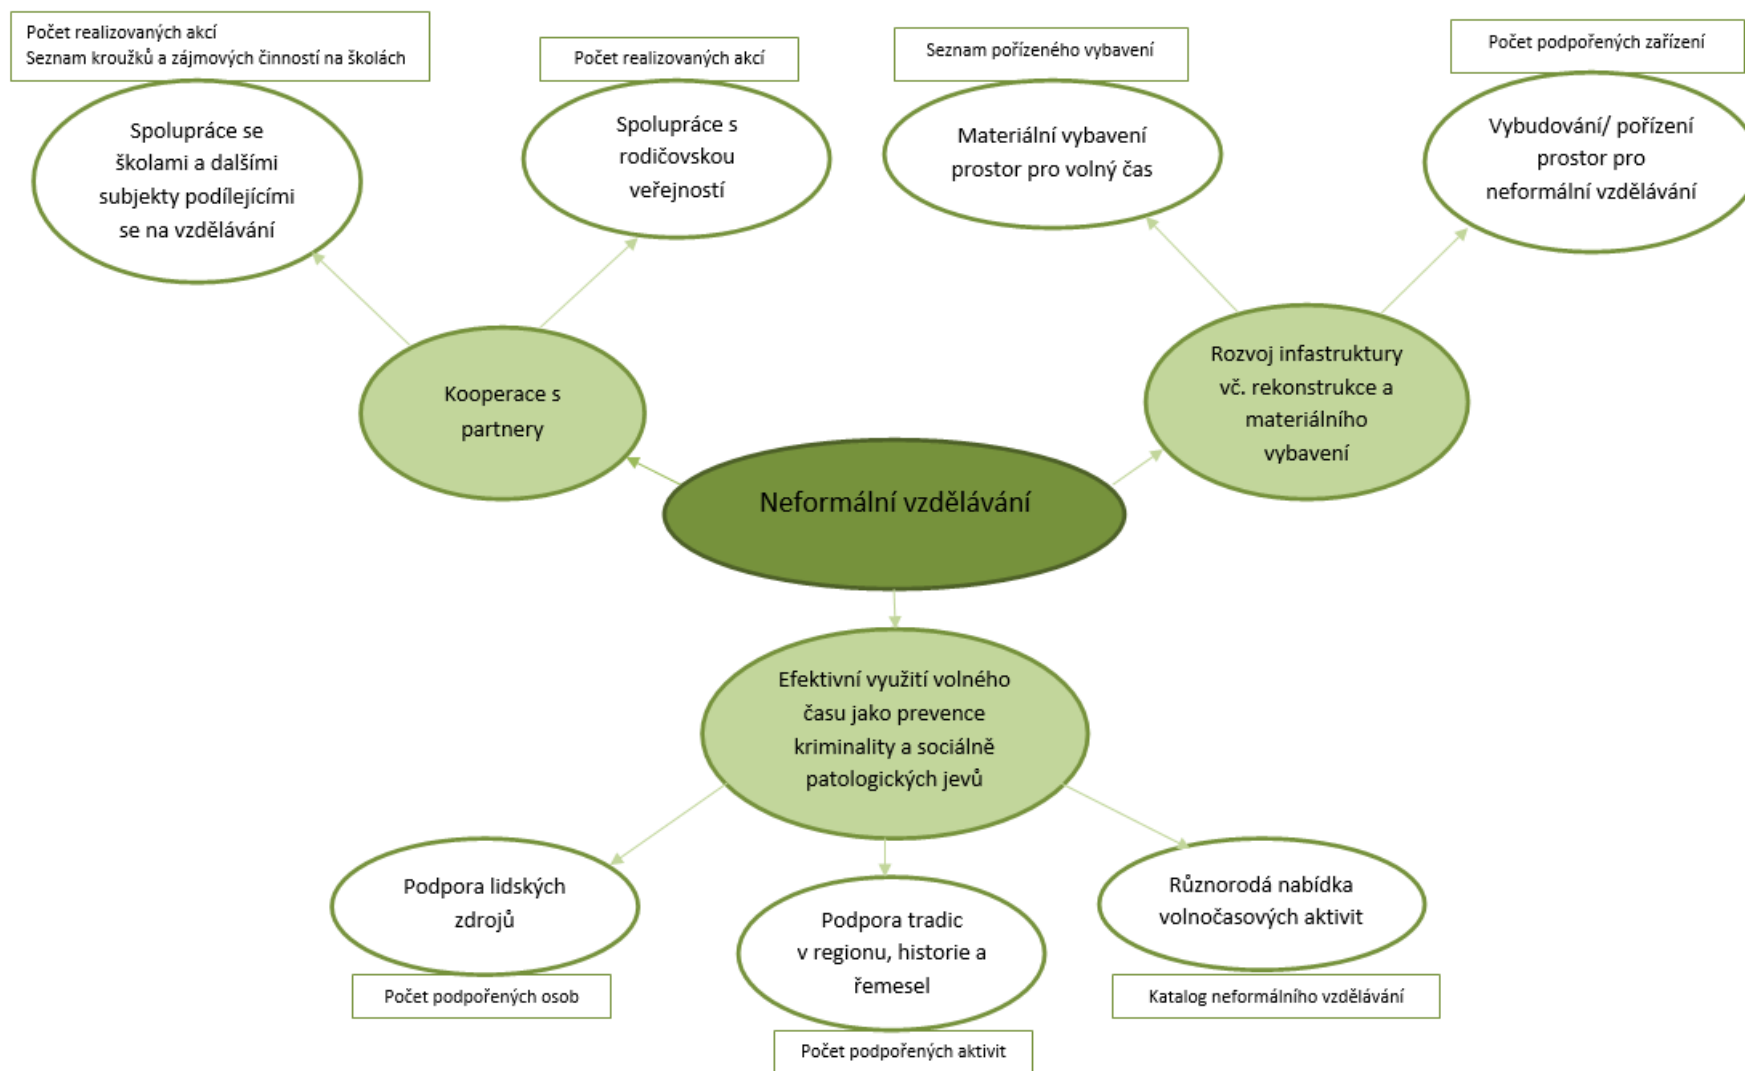 Počet realizovaných akcí
Seznam kroužků a zájmových činností na školách
Spolupráce se
školami a dalšími
subjekty podílejícími
se na vzdělávání
Počet realizovaných akcí
Spolupráce s
rodičovskou
veřejností
Seznam pořízeného vybavení
Materiální vybavení
prostor pro volný čas
Počet podpořených zařízení
Vybudování/ pořízení
prostor pro
neformální vzdělávání
Kooperace s
partnery
Rozvoj infastruktury
vč. rekonstrukce a
materiálního
vybavení
Neformální vzdělávání
Efektivní využití volného
času jako prevence
kriminality a sociálně
patologických jevů
Podpora lidských
zdrojů
Počet podpořených osob
Podpora tradic
v regionu, historie a
řemesel
Počet podpořených aktivit
Různorodá nabídka
volnočasových aktivit
Katalog neformálního vzdělávání